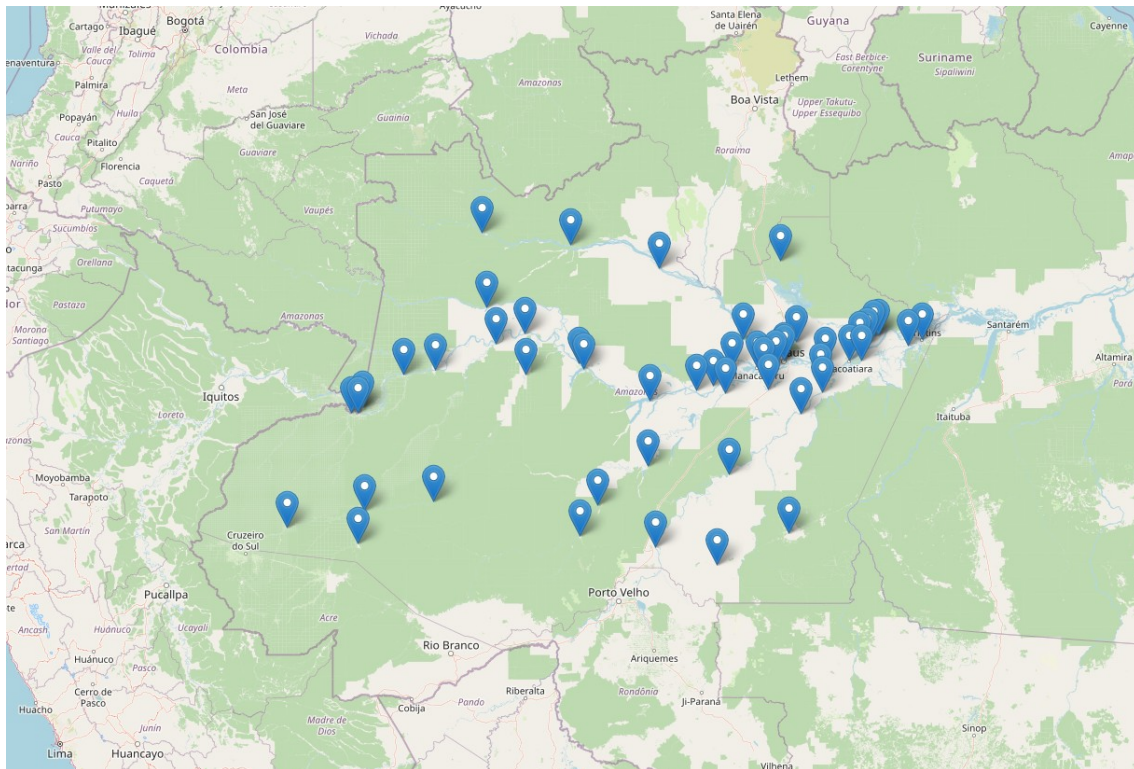 Manizales
Ayacucho
Cartago
Bogotá
Ibagué
Santa Elena
de Uairén
Guyana
Cayenne
Valle del
Cauca
Tolima
Colombia
Vichada
East Berbice-
Corentyne
Suriname
Sipaliwini
Palmira
Meta
Amazonas
Lethem
Boa Vista
Upper Takutu-
Upper Essequibo
Popayán
Huila
San José
del Guaviare
Guainía
Cauca
Pitalito
Guaviare
Roraima
Nariño
Florencia
Pasto
Caquetá
Putumayo
Vaupés
Sucumbíos
Orellana
Pastaza
Amazonas
Morona
Santiago
Santarém
Altamira
Manacapuru
Itacoatiara
Iquitos
Loreto
Amazonas
Itaituba
Moyobamba
Tarapoto
San Martín
Cruzeiro
do Sul
Pucallpa
Porto Velho
Ucayali
Acre
Ancash
Huánuco
Rio Branco
Huánuco
Pasco
Ariquemes
Cerro de
Pasco
Riberalta
Rondônia
Ji-Paraná
Huacho
Cobija
Pando
Junín
Madre de
Dios
Sinop
Lima
Huancayo
Vilhena